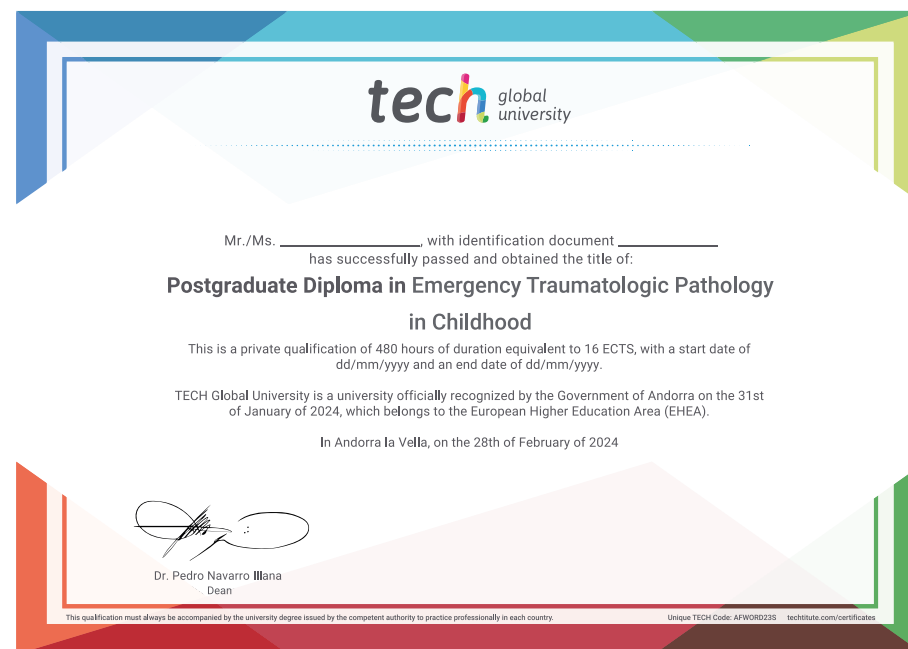 tech global
university
Mr./Ms. ____________________, with identification document ______________
has successfully passed and obtained the title of:
Postgraduate Diploma in Emergency Traumatologic Pathology
in Childhood
This is a private qualification of 480 hours of duration equivalent to 16 ECTS, with a start date of
dd/mm/yyyy and an end date of dd/mm/yyyy.
TECH Global University is a university officially recognized by the Government of Andorra on the 31st
of January of 2024, which belongs to the European Higher Education Area (EHEA).
In Andorra la Vella, on the 28th of February of 2024
Dr. Pedro Navarro Illana
Dean
This qualification must always be accompanied by the university degree issued by the competent authority to practice professionally in each country.
Unique TECH Code: AFWORD23S techtitute.com/certificates